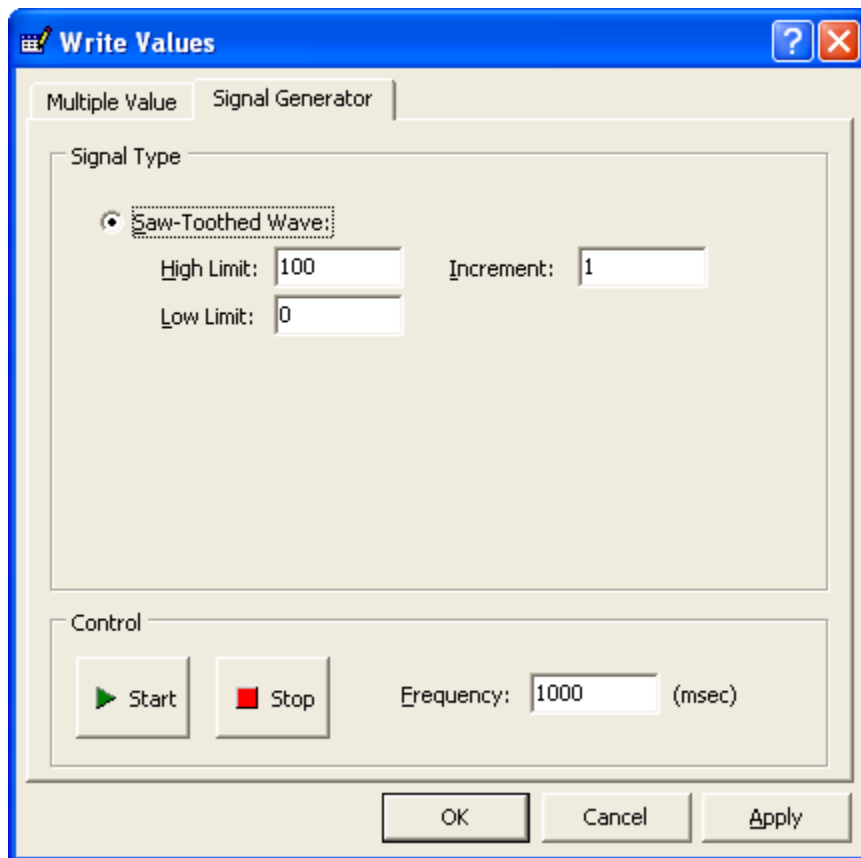 Write Values
Multiple Value Signal Generator
Signal Type
Saw-Toothed Wave:
High Limit: 100 Increment: 1
Low Limit: 0
Control
Start Stop Frequency: 1000 (msec)
OK Cancel Apply